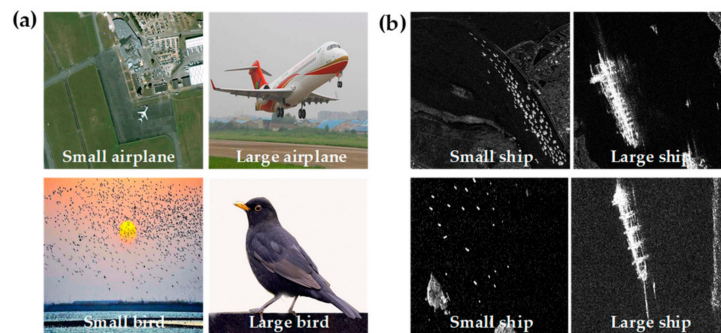 (a)
Small airplane
Large airplane
Small bird
Large bird
(b)
Small ship
Large ship
Small ship
Large ship